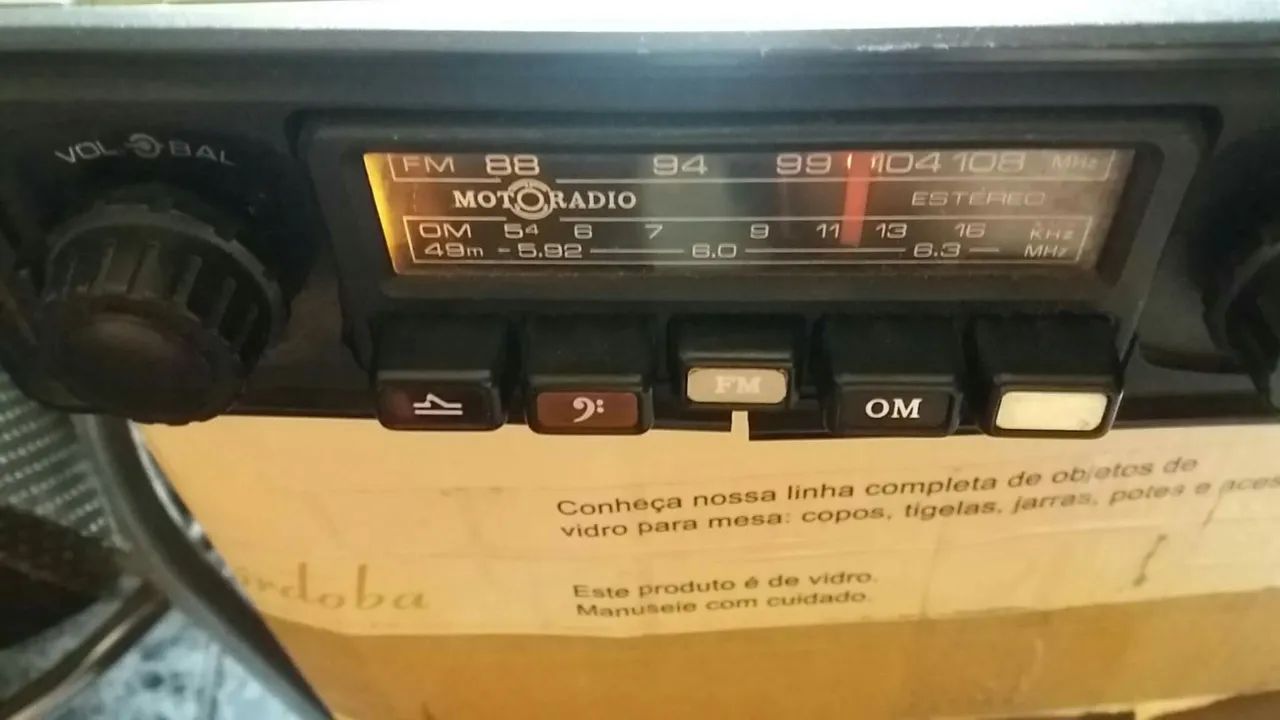 VOL BAL
FM 88 94 99 104 108 MHz
MOTORADIO
ESTÉREO
OM 54 6 7 9 11 13 16 KHz
49m 5.92 6.0 6.3 MHz
FM
OM
Conheça nossa linha completa de objetos de
vidro para mesa: copos, tigelas, jarras, potes e aces
Este produto é de vidro.
Manuseie com cuidado.
rdoba